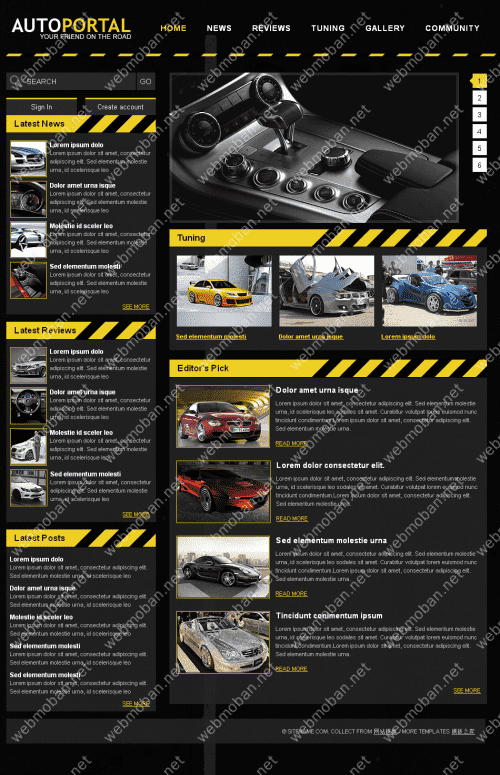 AUTOPORTAL
YOUR FRIEND ON THE ROAD
HOME NEWS REVIEWS TUNING GALLERY COMMUNITY
SEARCH GO
Sign In Create account
Latest News
Lorem ipsum dolo
Lorem ipsum dolor sit amet, consectetur
adipiscing elit. Sed elementum molestie
urna, id scelerisque leo
Dolor amet urna isque
Lorem ipsum dolor sit amet, consectetur
adipiscing elit. Sed elementum molestie
urna, id scelerisque leo
Molestie id sceler leo
Lorem ipsum dolor sit amet, consectetur
adipiscing elit. Sed elementum molestie
urna, id scelerisque leo
Sed elementum molesti
Lorem ipsum dolor sit amet, consectetur
adipiscing elit. Sed elementum molestie
urna, id scelerisque leo
SEE MORE
Latest Reviews
Lorem ipsum dolo
Lorem ipsum dolor sit amet, consectetur
adipiscing elit. Sed elementum molestie
urna, id scelerisque leo
Dolor amet urna isque
Lorem ipsum dolor sit amet, consectetur
adipiscing elit. Sed elementum molestie
urna, id scelerisque leo
Molestie id sceler leo
Lorem ipsum dolor sit amet, consectetur
adipiscing elit. Sed elementum molestie
urna, id scelerisque leo
Sed elementum molesti
Lorem ipsum dolor sit amet, consectetur
adipiscing elit. Sed elementum molestie
urna, id scelerisque leo
SEE MORE
Latest Posts
Lorem ipsum dolo
Lorem ipsum dolor sit amet, consectetur adipiscing elit.
Sed elementum molestie urna, id scelerisque leo
Dolor amet urna isque
Lorem ipsum dolor sit amet, consectetur adipiscing elit.
Sed elementum molestie urna, id scelerisque leo
Molestie id sceler leo
Lorem ipsum dolor sit amet, consectetur adipiscing elit.
Sed elementum molestie urna, id scelerisque leo
Sed elementum molesti
Lorem ipsum dolor sit amet, consectetur adipiscing elit.
Sed elementum molestie urna, id scelerisque leo
Sed elementum molesti
Lorem ipsum dolor sit amet, consectetur adipiscing elit.
Sed elementum molestie urna, id scelerisque leo
SEE MORE
1
2
3
4
5
6
Tuning
Sed elementum molesti Dolor amet urna isque Lorem ipsum dolo
Editor's Pick
Dolor amet urna isque
Lorem ipsum dolor sit amet, consectetur adipiscing elit. Sed elementum molestie
urna, id scelerisque leo sodales sit amet. Curabitur volutpat lorem euismod nunc
tincidunt condimentum.Lorem ipsum dolor sit amet, consectetur adipiscing elit.
Sed elementum molestie urna.
READ MORE
Lorem dolor consectetur elit.
Lorem ipsum dolor sit amet, consectetur adipiscing elit. Sed elementum molestie
urna, id scelerisque leo sodales sit amet. Curabitur volutpat lorem euismod nunc
tincidunt condimentum.Lorem ipsum dolor sit amet, consectetur adipiscing elit.
Sed elementum molestie urna.
READ MORE
Sed elementum molestie urna
Lorem ipsum dolor sit amet, consectetur adipiscing elit. Sed elementum molestie
urna, id scelerisque leo sodales sit amet. Curabitur volutpat lorem euismod nunc
tincidunt condimentum.Lorem ipsum dolor sit amet, consectetur adipiscing elit.
Sed elementum molestie urna.
READ MORE
Tincidunt conimentum ipsum
Lorem ipsum dolor sit amet, consectetur adipiscing elit. Sed elementum molestie
urna, id scelerisque leo sodales sit amet. Curabitur volutpat lorem euismod nunc
tincidunt condimentum.Lorem ipsum dolor sit amet, consectetur adipiscing elit.
Sed elementum molestie urna.
READ MORE
SEE MORE
© SITENAME.COM. COLLECT FROM 网站模板 / MORE TEMPLATES 模板之家
webmoban.net